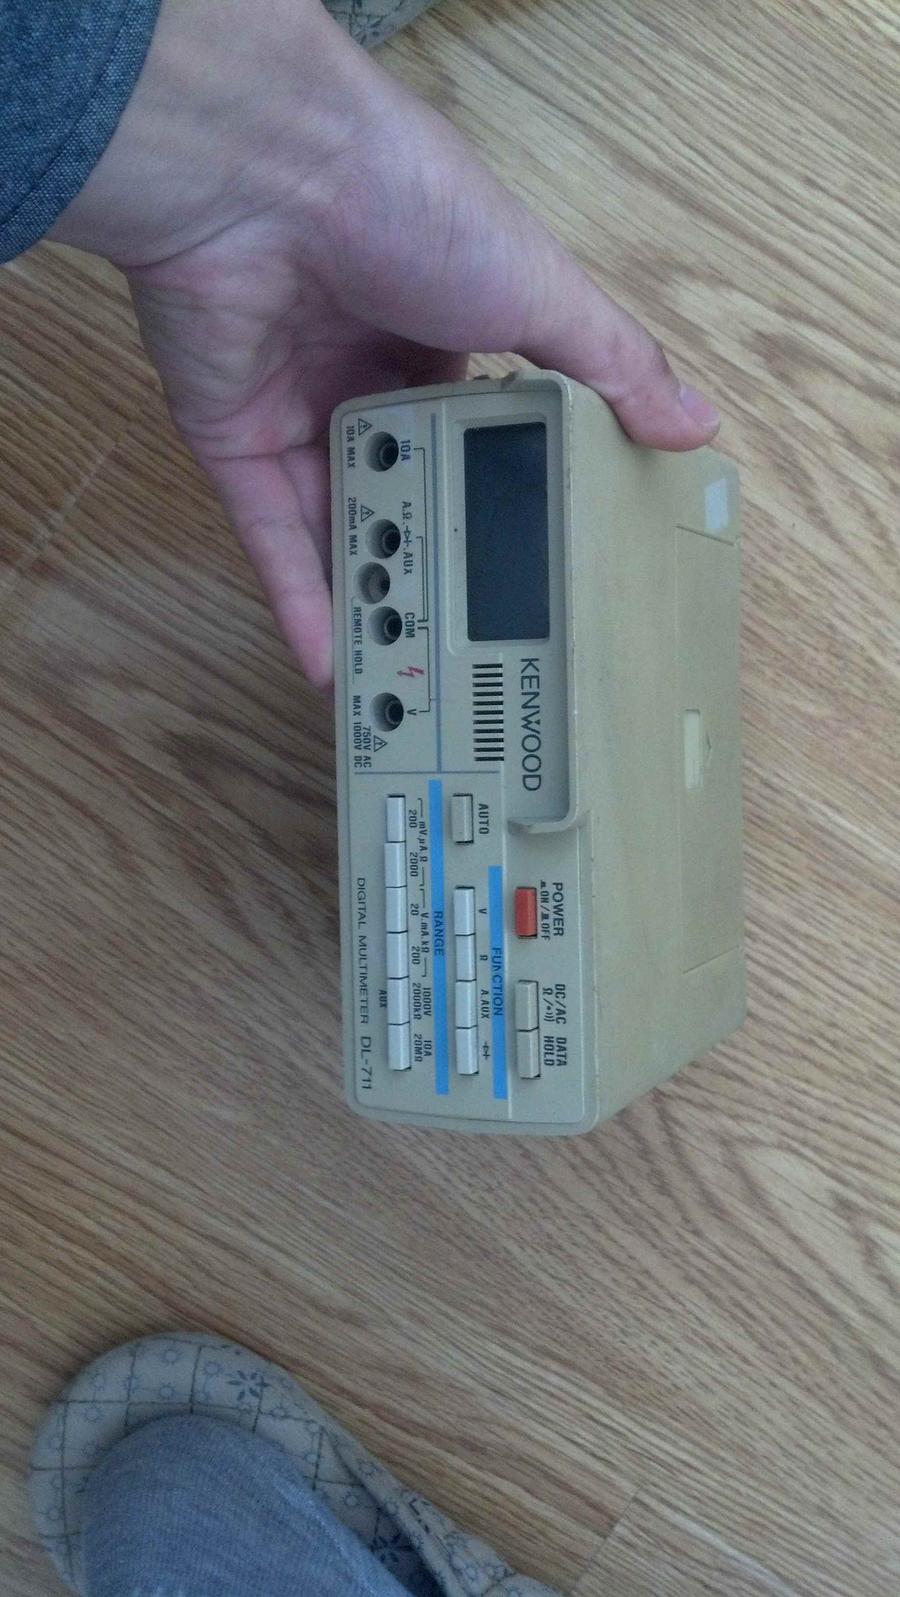 KENWOOD
POWER
ON / OFF
DC/AC DATA
Ω/•))) HOLD
FUNCTION
AUTO
V Ω A.AUX
RANGE
mV.μA.Ω V.mA.kΩ 1000V 10A
200 2000 20 200 2000kΩ 20MΩ
AUX
DIGITAL MULTIMETER DL-711
10A A.Ω. .AUX COM V
10A MAX 200mA MAX REMOTE HOLD MAX 750V AC
1000V DC